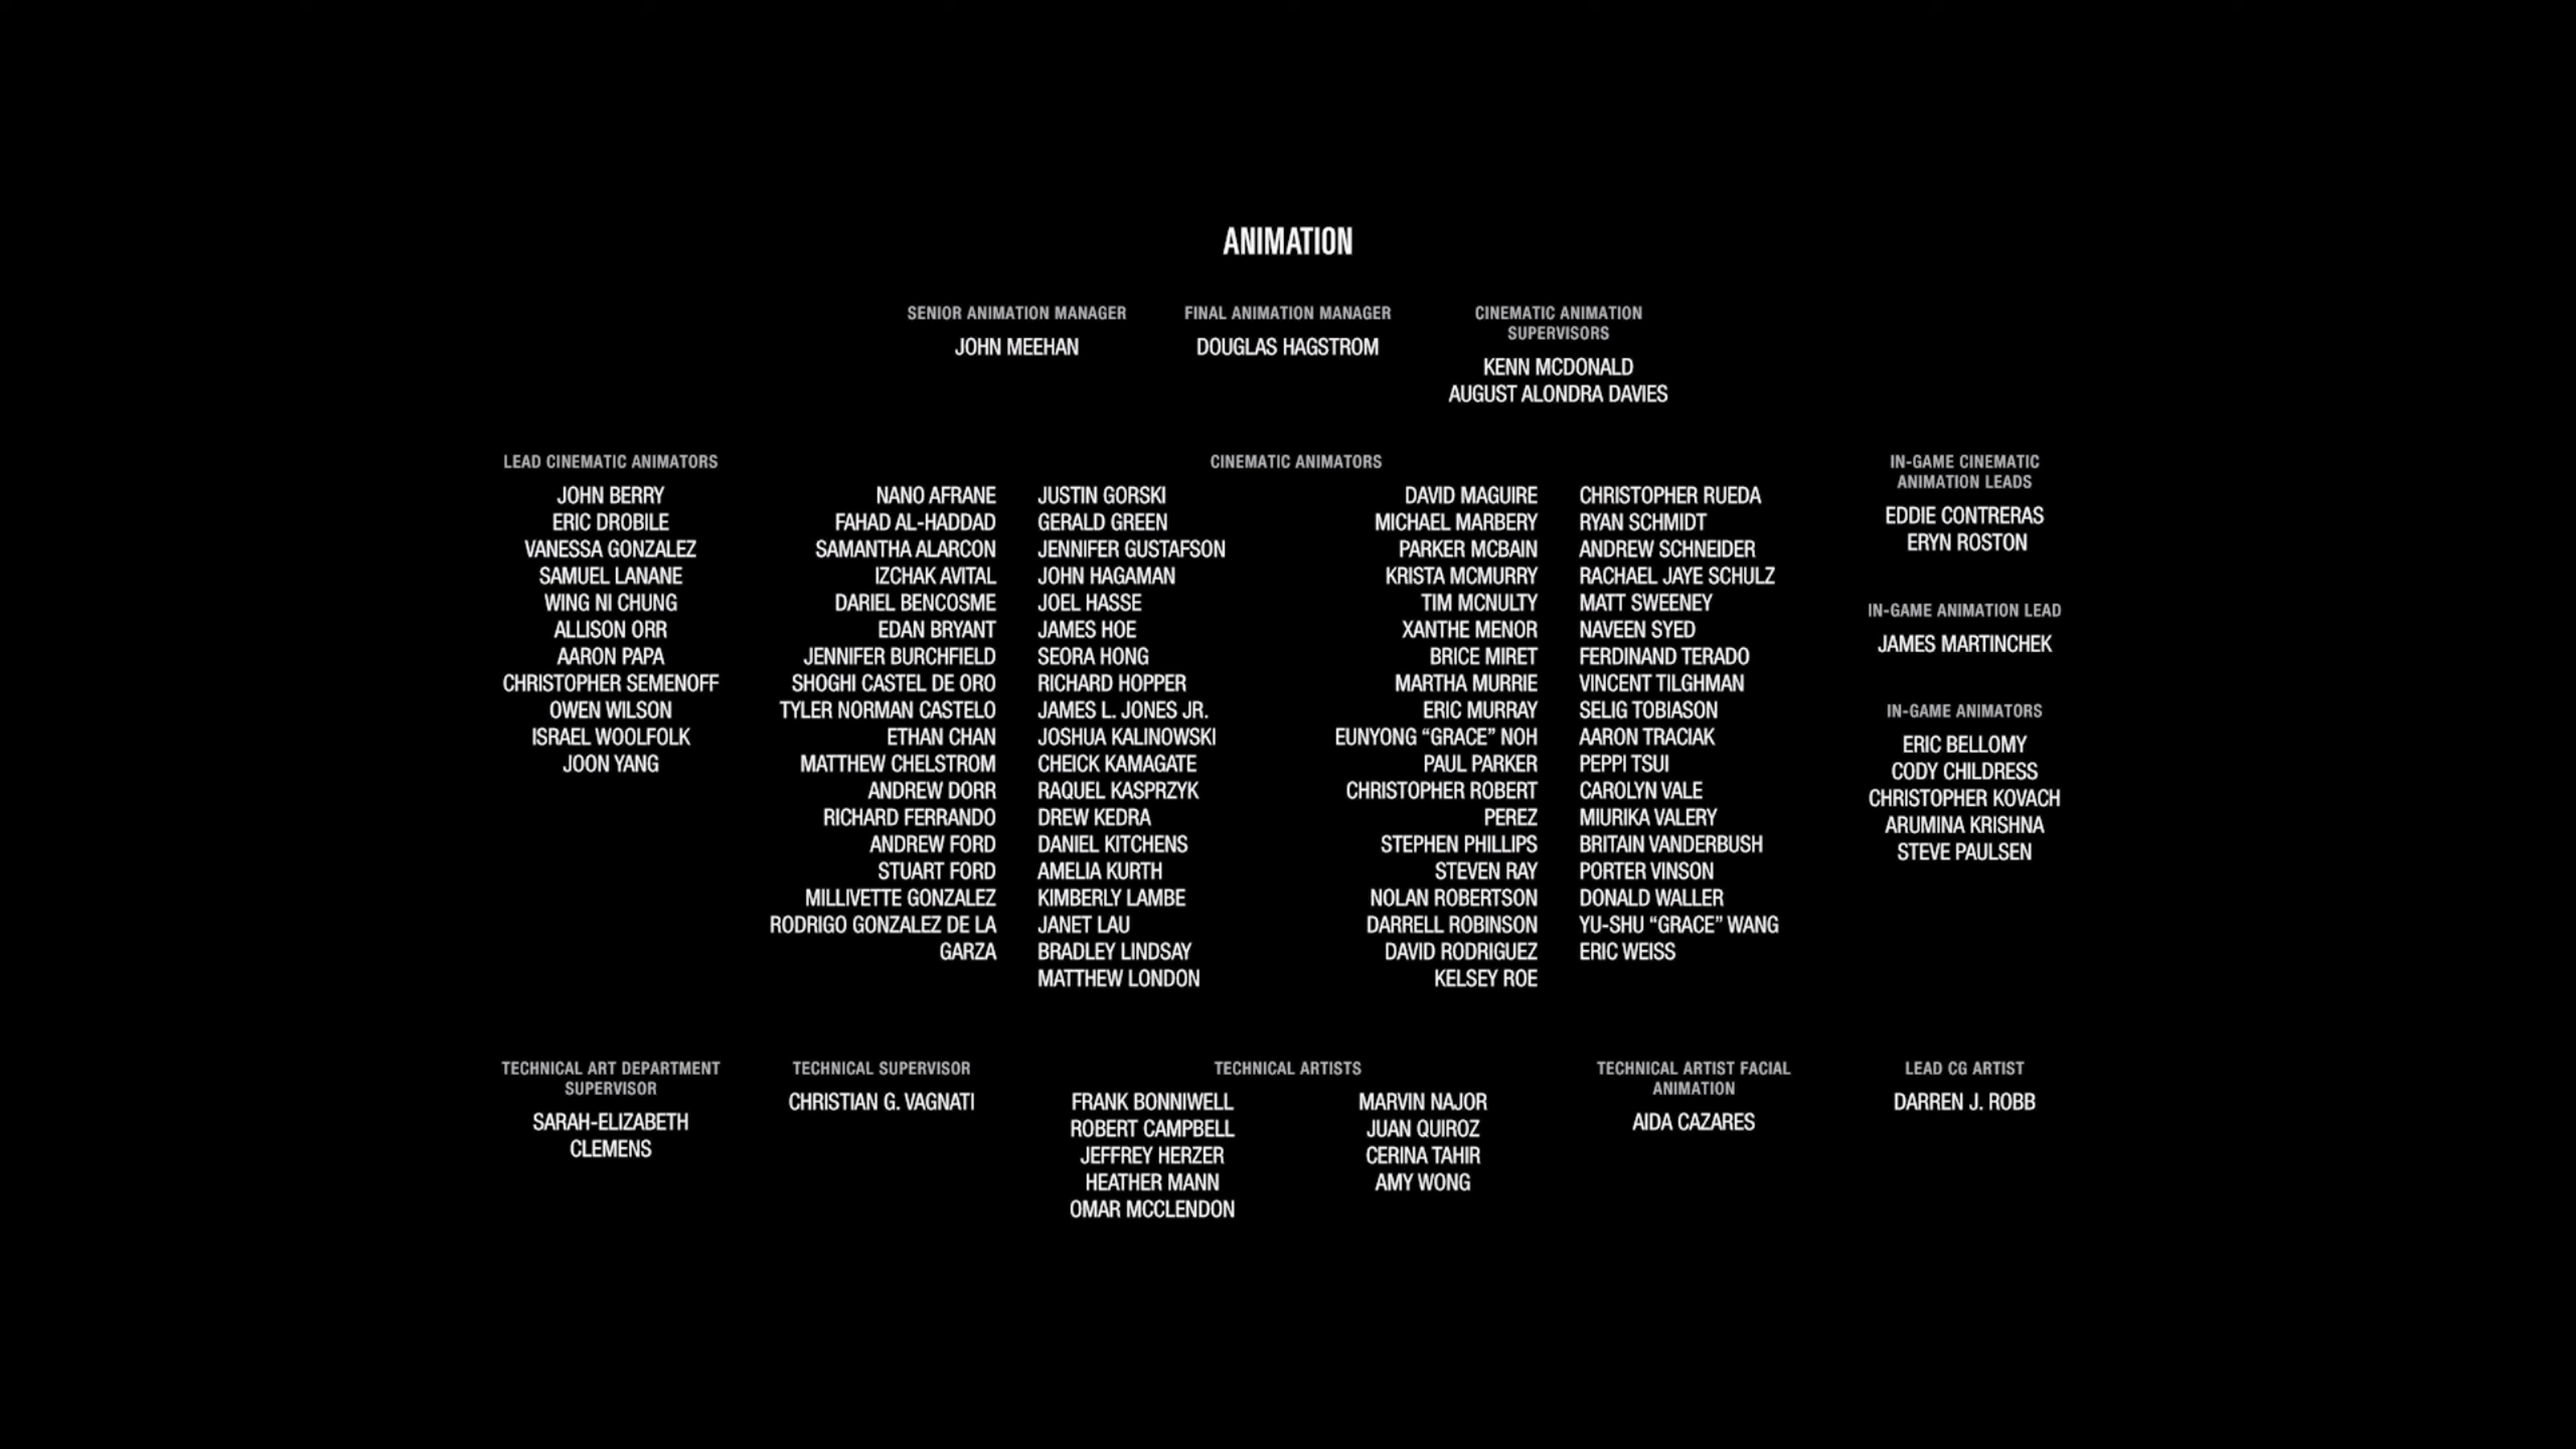 ANIMATION
SENIOR ANIMATION MANAGER
JOHN MEEHAN
FINAL ANIMATION MANAGER
DOUGLAS HAGSTROM
CINEMATIC ANIMATION
SUPERVISORS
KENN MCDONALD
AUGUST ALONDRA DAVIES
LEAD CINEMATIC ANIMATORS
JOHN BERRY
ERIC DROBILE
VANESSA GONZALEZ
SAMUEL LANANE
WING NI CHUNG
ALLISON ORR
AARON PAPA
CHRISTOPHER SEMENOFF
OWEN WILSON
ISRAEL WOOLFOLK
JOON YANG
CINEMATIC ANIMATORS
NANO AFRANE
FAHAD AL-HADDAD
SAMANTHA ALARCON
IZCHAK AVITAL
DARIEL BENCOSME
EDAN BRYANT
JENNIFER BURCHFIELD
SHOGHI CASTEL DE ORO
TYLER NORMAN CASTELO
ETHAN CHAN
MATTHEW CHELSTROM
ANDREW DORR
RICHARD FERRANDO
ANDREW FORD
STUART FORD
MILLIVETTE GONZALEZ
RODRIGO GONZALEZ DE LA
GARZA
JUSTIN GORSKI
GERALD GREEN
JENNIFER GUSTAFSON
JOHN HAGAMAN
JOEL HASSE
JAMES HOE
SEORA HONG
RICHARD HOPPER
JAMES L. JONES JR.
JOSHUA KALINOWSKI
CHEICK KAMAGATE
RAQUEL KASPRZYK
DREW KEDRA
DANIEL KITCHENS
AMELIA KURTH
KIMBERLY LAMBE
JANET LAU
BRADLEY LINDSAY
MATTHEW LONDON
DAVID MAGUIRE
MICHAEL MARBERY
PARKER MCBAIN
KRISTA MCMURRY
TIM MCNULTY
XANTHE MENOR
BRICE MIRET
MARTHA MURRIE
ERIC MURRAY
EUNYONG “GRACE” NOH
PAUL PARKER
CHRISTOPHER ROBERT
PEREZ
STEPHEN PHILLIPS
STEVEN RAY
NOLAN ROBERTSON
DARRELL ROBINSON
DAVID RODRIGUEZ
KELSEY ROE
CHRISTOPHER RUEDA
RYAN SCHMIDT
ANDREW SCHNEIDER
RACHAEL JAYE SCHULZ
MATT SWEENEY
NAVEEN SYED
FERDINAND TERADO
VINCENT TILGHMAN
SELIG TOBIASON
AARON TRACIAK
PEPPI TSUI
CAROLYN VALE
MIURIKA VALERY
BRITAIN VANDERBUSH
PORTER VINSON
DONALD WALLER
YU-SHU “GRACE” WANG
ERIC WEISS
IN-GAME CINEMATIC
ANIMATION LEADS
EDDIE CONTRERAS
ERYN ROSTON
IN-GAME ANIMATION LEAD
JAMES MARTINCHEK
IN-GAME ANIMATORS
ERIC BELLOMY
CODY CHILDRESS
CHRISTOPHER KOVACH
ARUMINA KRISHNA
STEVE PAULSEN
TECHNICAL ART DEPARTMENT
SUPERVISOR
SARAH-ELIZABETH
CLEMENS
TECHNICAL SUPERVISOR
CHRISTIAN G. VAGNATI
TECHNICAL ARTISTS
FRANK BONNIWELL
ROBERT CAMPBELL
JEFFREY HERZER
HEATHER MANN
OMAR MCCLENDON
MARVIN NAJOR
JUAN QUIROZ
CERINA TAHIR
AMY WONG
TECHNICAL ARTIST FACIAL
ANIMATION
AIDA CAZARES
LEAD CG ARTIST
DARREN J. ROBB